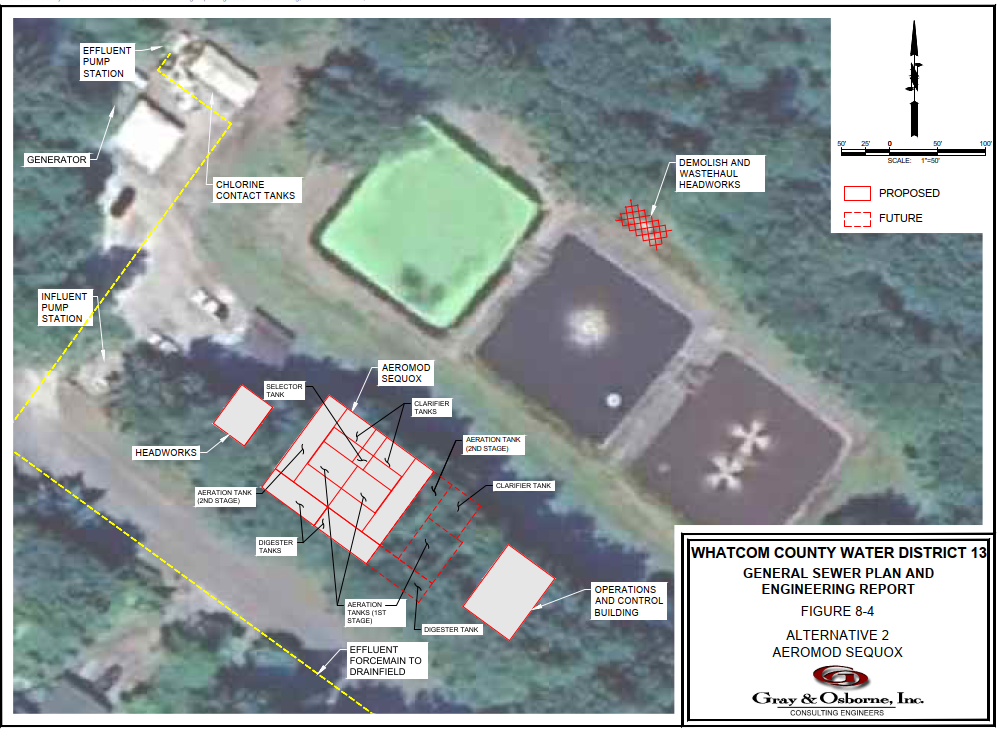 EFFLUENT
PUMP
STATION
GENERATOR
CHLORINE
CONTACT TANKS
DEMOLISH AND
WASTEHAUL
HEADWORKS
50' 25' 0 50' 100'
SCALE: 1"=50'
PROPOSED
FUTURE
INFLUENT
PUMP
STATION
AEROMOD
SEQUOX
SELECTOR
TANK
CLARIFIER
TANKS
AERATION TANK
(2ND STAGE)
HEADWORKS
CLARIFIER TANK
AERATION TANK
(2ND STAGE)
DIGESTER
TANKS
AERATION
TANKS (1ST
STAGE)
DIGESTER TANK
OPERATIONS
AND CONTROL
BUILDING
EFFLUENT
FORCEMAIN TO
DRAINFIELD
WHATCOM COUNTY WATER DISTRICT 13
GENERAL SEWER PLAN AND
ENGINEERING REPORT
FIGURE 8-4
ALTERNATIVE 2
AEROMOD SEQUOX
Gray & Osborne, Inc.
CONSULTING ENGINEERS